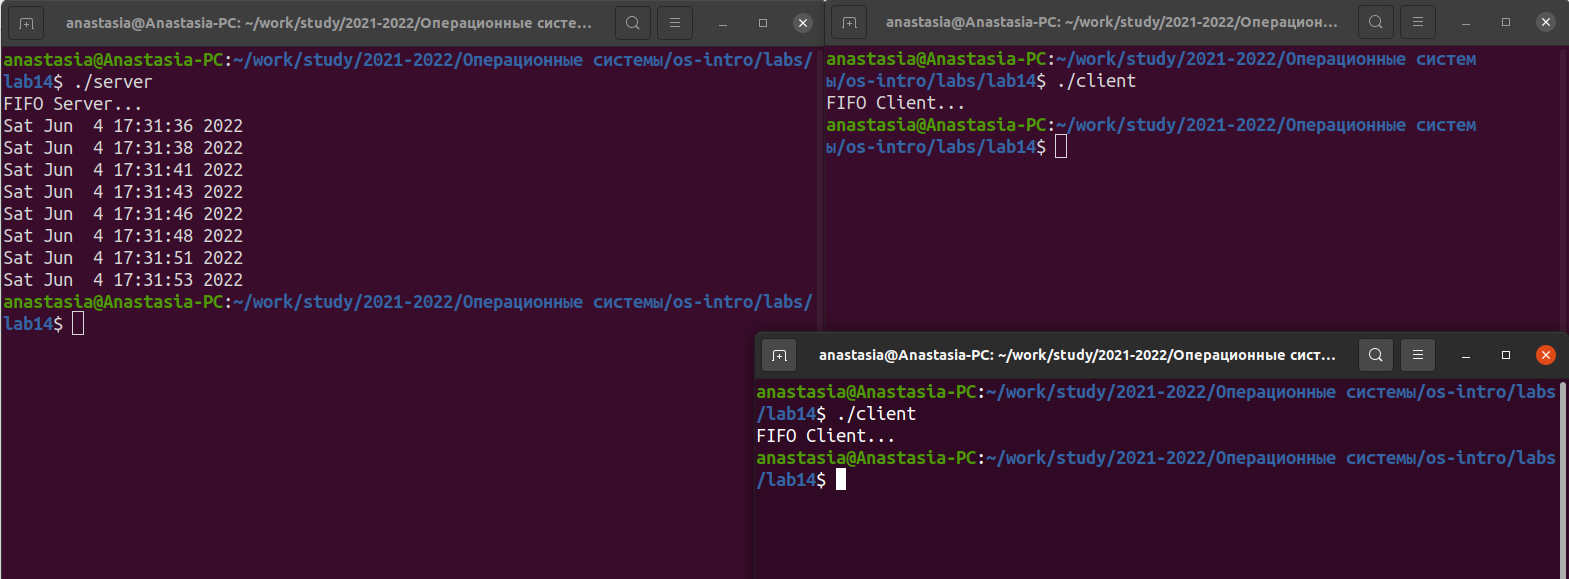 anastasia@Anastasia-PC: ~/work/study/2021-2022/Операционные систе...
anastasia@Anastasia-PC:~/work/study/2021-2022/Операционные системы/os-intro/labs/
lab14$ ./server
FIFO Server...
Sat Jun  4 17:31:36 2022
Sat Jun  4 17:31:38 2022
Sat Jun  4 17:31:41 2022
Sat Jun  4 17:31:43 2022
Sat Jun  4 17:31:46 2022
Sat Jun  4 17:31:48 2022
Sat Jun  4 17:31:51 2022
Sat Jun  4 17:31:53 2022
anastasia@Anastasia-PC:~/work/study/2021-2022/Операционные системы/os-intro/labs/
lab14$
anastasia@Anastasia-PC: ~/work/study/2021-2022/Операцион...
anastasia@Anastasia-PC:~/work/study/2021-2022/Операционные систем
ы/os-intro/labs/lab14$ ./client
FIFO Client...
anastasia@Anastasia-PC:~/work/study/2021-2022/Операционные систем
ы/os-intro/labs/lab14$
anastasia@Anastasia-PC: ~/work/study/2021-2022/Операционные сист...
anastasia@Anastasia-PC:~/work/study/2021-2022/Операционные системы/os-intro/labs
/lab14$ ./client
FIFO Client...
anastasia@Anastasia-PC:~/work/study/2021-2022/Операционные системы/os-intro/labs
/lab14$